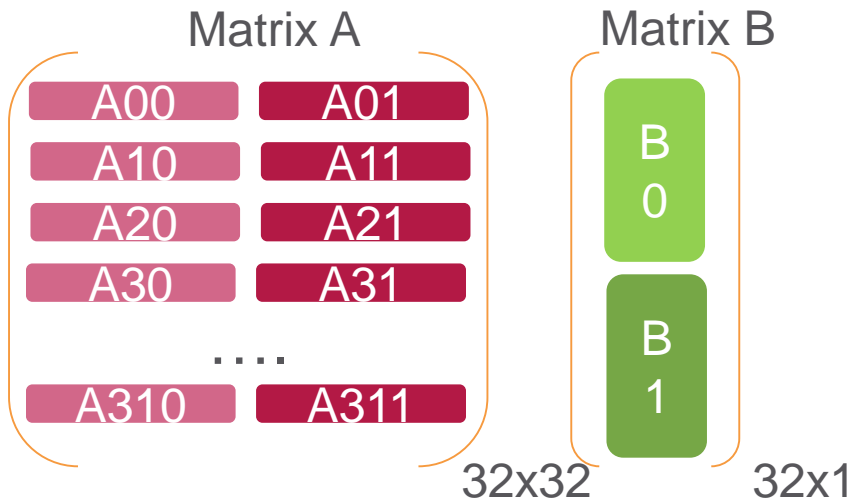 Matrix A
Matrix B
A00 A01
A10 A11
A20 A21
A30 A31
....
A310 A311
B
0
B
1
32x32
32x1